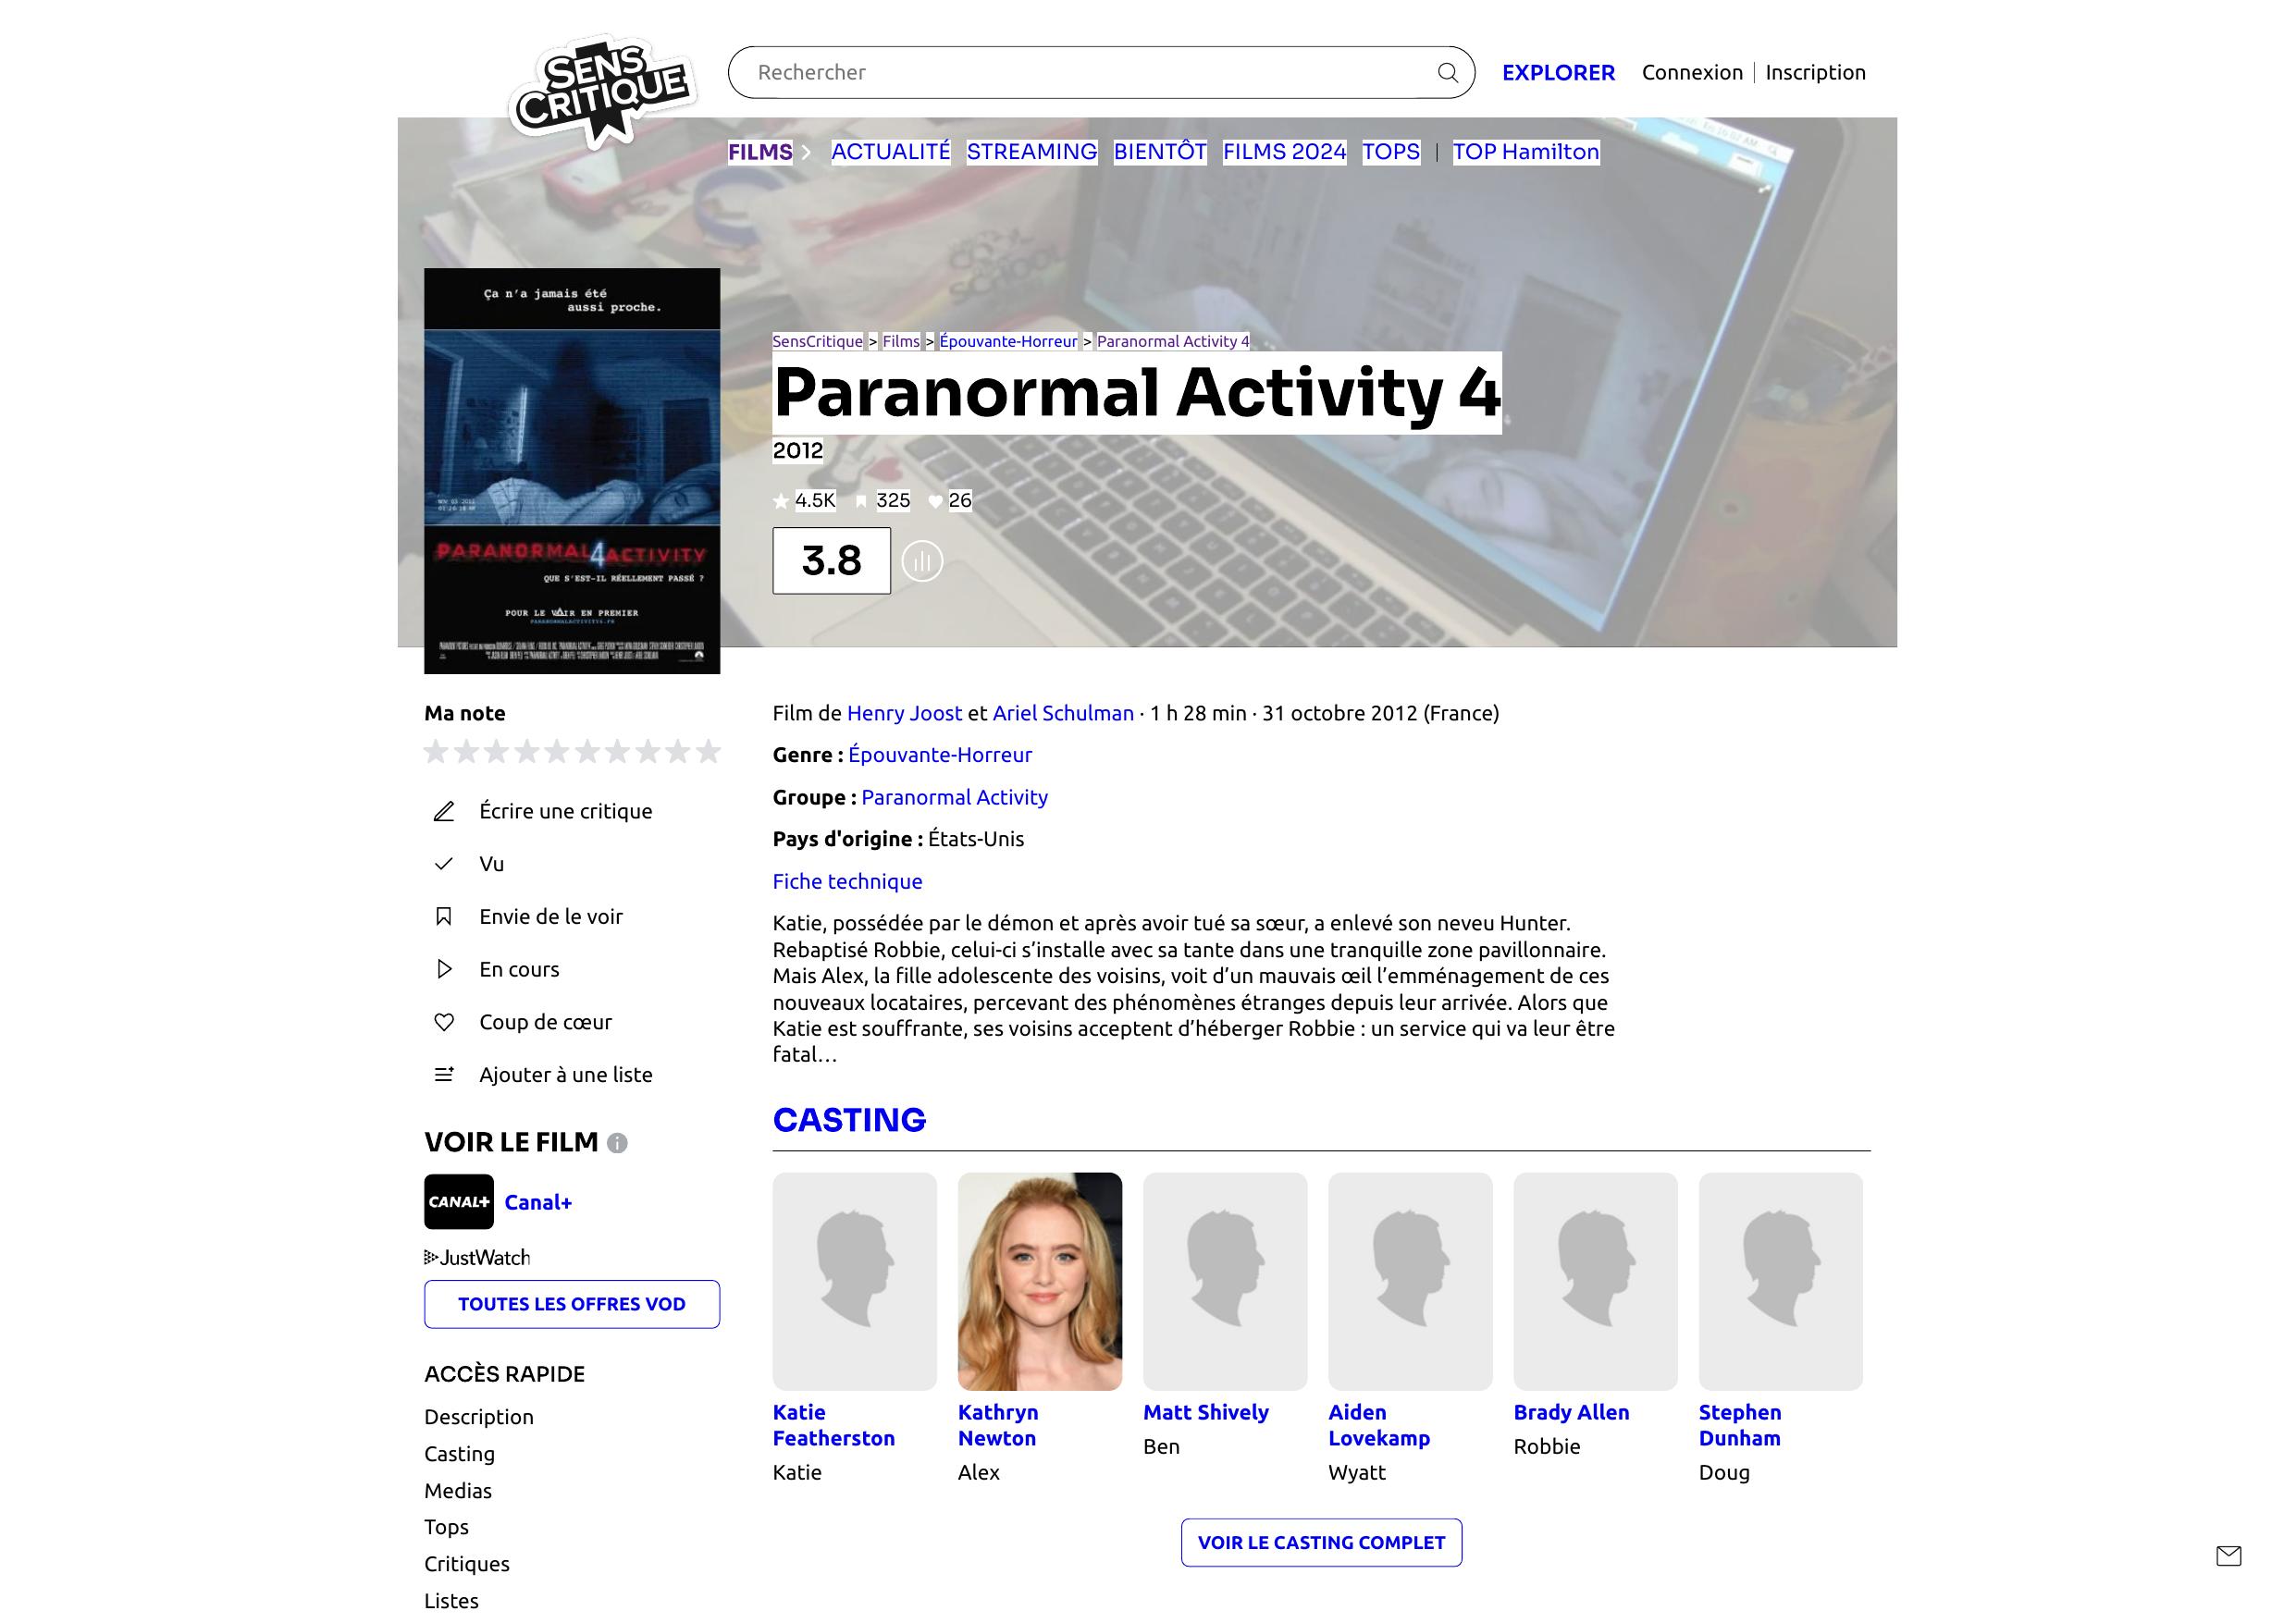 SENS
CRITIQUE
Rechercher
EXPLORER
Connexion
Inscription
FILMS
ACTUALITÉ
STREAMING
BIENTÔT
FILMS 2024
TOPS
|
TOP Hamilton
Ça n'a jamais été
aussi proche.
PARANORMAL 4 ACTIVITY
QUE S'EST-IL RÉELLEMENT PASSÉ ?
POUR LE VOIR EN PREMIER
PARANORMALACTIVITY4.FR
SensCritique > Films > Épouvante-Horreur > Paranormal Activity 4
Paranormal Activity 4
2012
4.5K 325 26
3.8
Ma note
Écrire une critique
Vu
Envie de le voir
En cours
Coup de cœur
Ajouter à une liste
VOIR LE FILM
CANAL+ Canal+
JustWatch
TOUTES LES OFFRES VOD
ACCÈS RAPIDE
Description
Casting
Medias
Tops
Critiques
Listes
Film de Henry Joost et Ariel Schulman · 1 h 28 min · 31 octobre 2012 (France)
Genre : Épouvante-Horreur
Groupe : Paranormal Activity
Pays d'origine : États-Unis
Fiche technique
Katie, possédée par le démon et après avoir tué sa sœur, a enlevé son neveu Hunter.
Rebaptisé Robbie, celui-ci s’installe avec sa tante dans une tranquille zone pavillonnaire.
Mais Alex, la fille adolescente des voisins, voit d’un mauvais œil l’emménagement de ces
nouveaux locataires, percevant des phénomènes étranges depuis leur arrivée. Alors que
Katie est souffrante, ses voisins acceptent d’héberger Robbie : un service qui va leur être
fatal…
CASTING
Katie
Featherston
Katie
Kathryn
Newton
Alex
Matt Shively
Ben
Aiden
Lovekamp
Wyatt
Brady Allen
Robbie
Stephen
Dunham
Doug
VOIR LE CASTING COMPLET